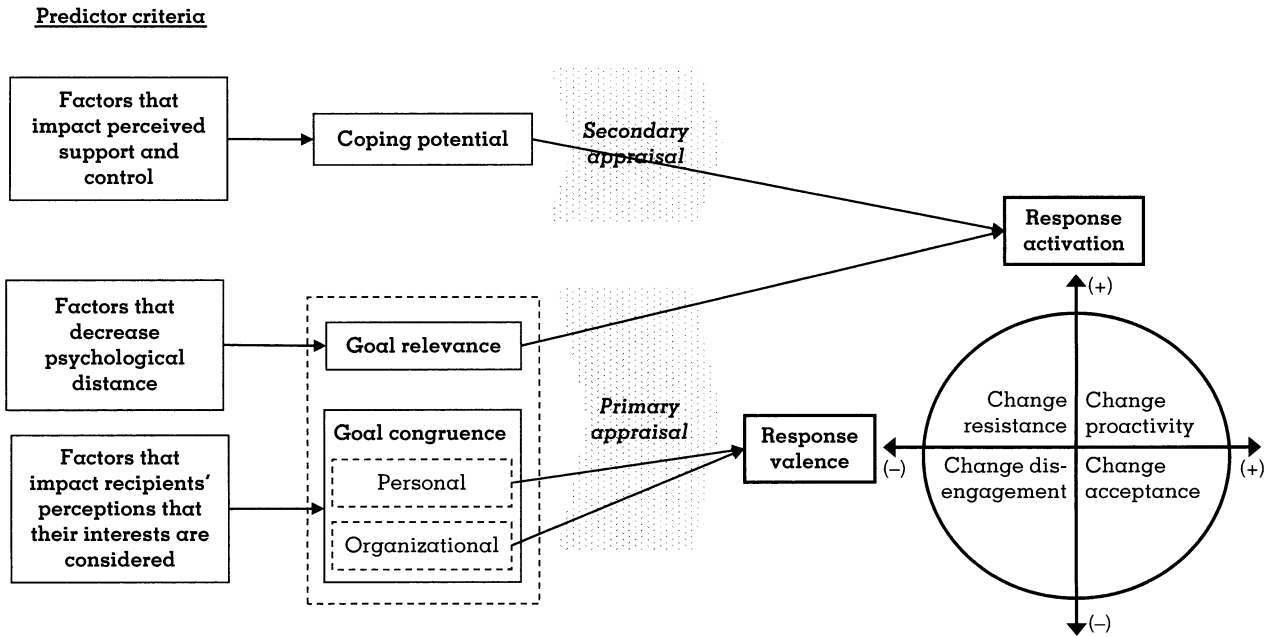 Predictor criteria
Factors that
impact perceived
support and
control
Coping potential
Secondary
appraisal
Response
activation
Factors that
decrease
psychological
distance
Goal relevance
Factors that
impact recipients’
perceptions that
their interests are
considered
Goal congruence
Personal
Organizational
Primary
appraisal
Response
valence
(+)
(–)
Change
resistance
Change
proactivity
Change dis-
engagement
Change
acceptance
(+)
(–)